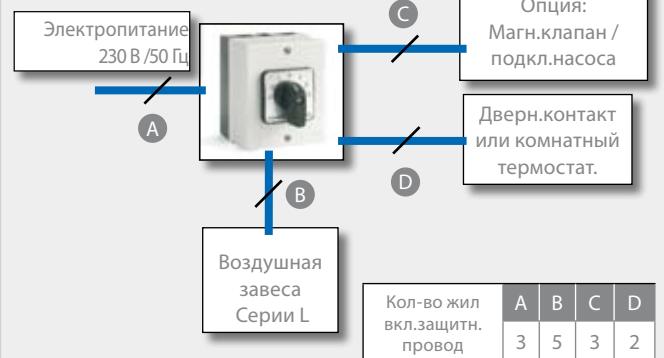 Электропитание
230 В /50 Гц
A
C
Опция:
Магн.клапан /
подкл.насоса
Дверн.контакт
или комнатный
термостат.
D
B
Воздушная
завеса
Серии L
Кол-во жил
вкл.защитн.
провод
A B C D
3 5 3 2